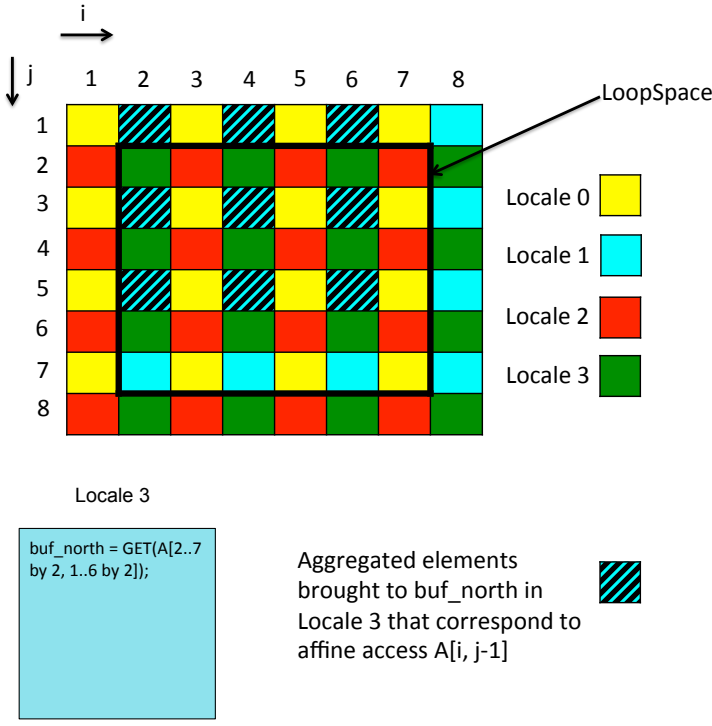 i
j
1 2 3 4 5 6 7 8
LoopSpace
1
2
3
4
5
6
7
8
Locale 0
Locale 1
Locale 2
Locale 3
Locale 3
buf_north = GET(A[2..7
by 2, 1..6 by 2]);
Aggregated elements
brought to buf_north in
Locale 3 that correspond to
affine access A[i, j-1]